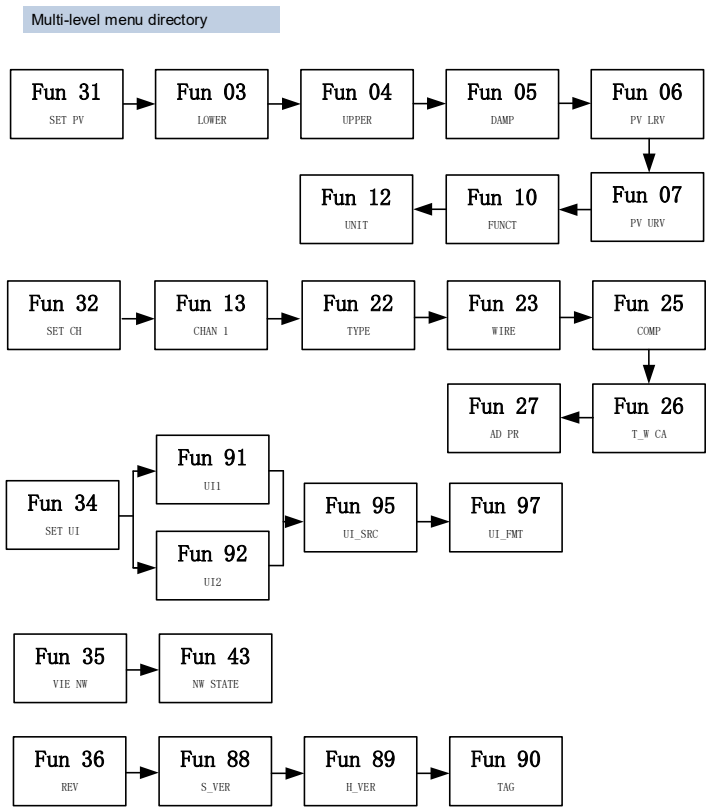 Multi-level menu directory
Fun 31
SET PV
Fun 03
LOWER
Fun 04
UPPER
Fun 05
DAMP
Fun 06
PV LRV
Fun 07
PV URV
Fun 10
FUNCT
Fun 12
UNIT
Fun 32
SET CH
Fun 13
CHAN 1
Fun 22
TYPE
Fun 23
WIRE
Fun 25
COMP
Fun 26
T_W CA
Fun 27
AD PR
Fun 34
SET UI
Fun 91
UI1
Fun 92
UI2
Fun 95
UI_SRC
Fun 97
UI_FMT
Fun 35
VIE NW
Fun 43
NW STATE
Fun 36
REV
Fun 88
S_VER
Fun 89
H_VER
Fun 90
TAG